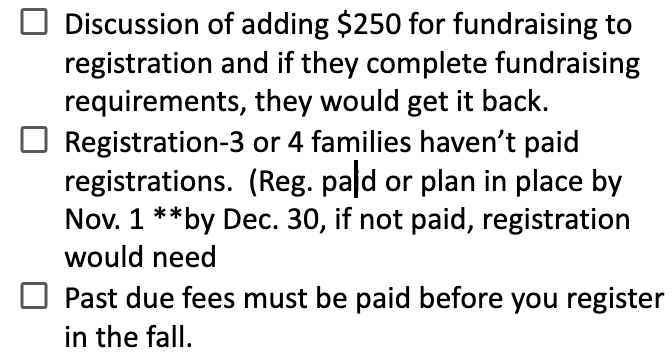 ☐ Discussion of adding $250 for fundraising to
registration and if they complete fundraising
requirements, they would get it back.
☐ Registration-3 or 4 families haven't paid
registrations.  (Reg. paid or plan in place by
Nov. 1 **by Dec. 30, if not paid, registration
would need
☐ Past due fees must be paid before you register
in the fall.